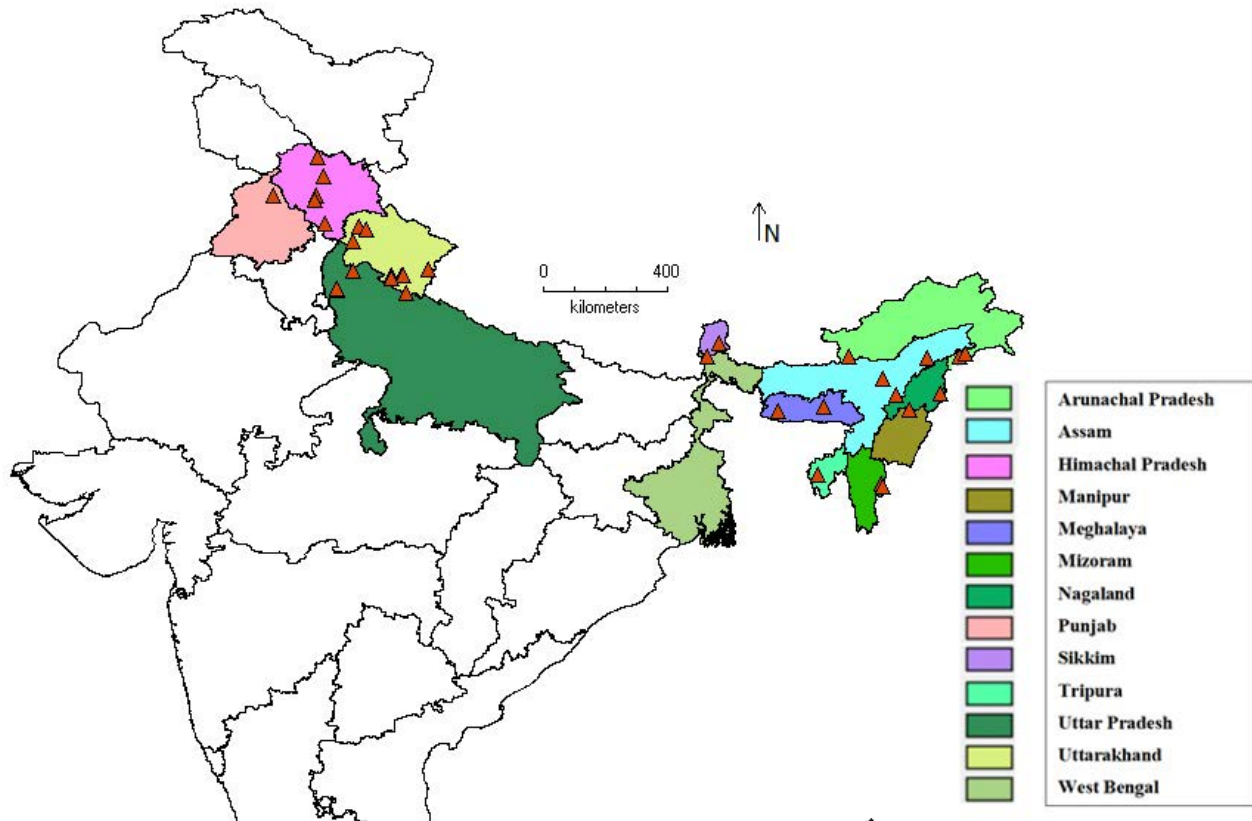 N
0 400
kilometers
Arunachal Pradesh
Assam
Himachal Pradesh
Manipur
Meghalaya
Mizoram
Nagaland
Punjab
Sikkim
Tripura
Uttar Pradesh
Uttarakhand
West Bengal